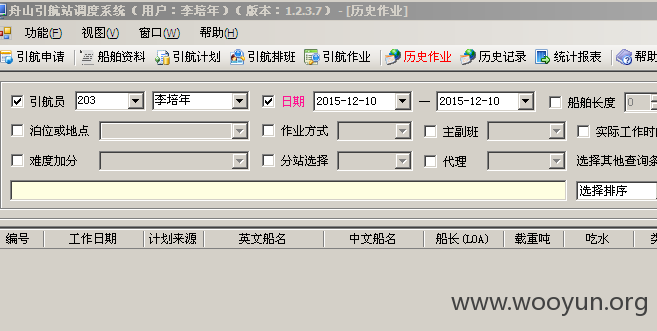 舟山引航站调度系统（用户：李培年）（版本：1.2.3.7） - [历史作业]
功能(F) 视图(V) 窗口(W) 帮助(H)
引航申请 船舶资料 引航计划 引航排班 引航作业 历史作业 历史记录 统计报表 帮助
引航员 203 李培年 日期 2015-12-10 — 2015-12-10 船舶长度 0
泊位或地点 作业方式 主副班 实际工作时
难度加分 分站选择 代理 选择其他查询条
选择排序
编号 工作日期 计划来源 英文船名 中文船名 船长(LOA) 载重吨 吃水
www.wooyun.org